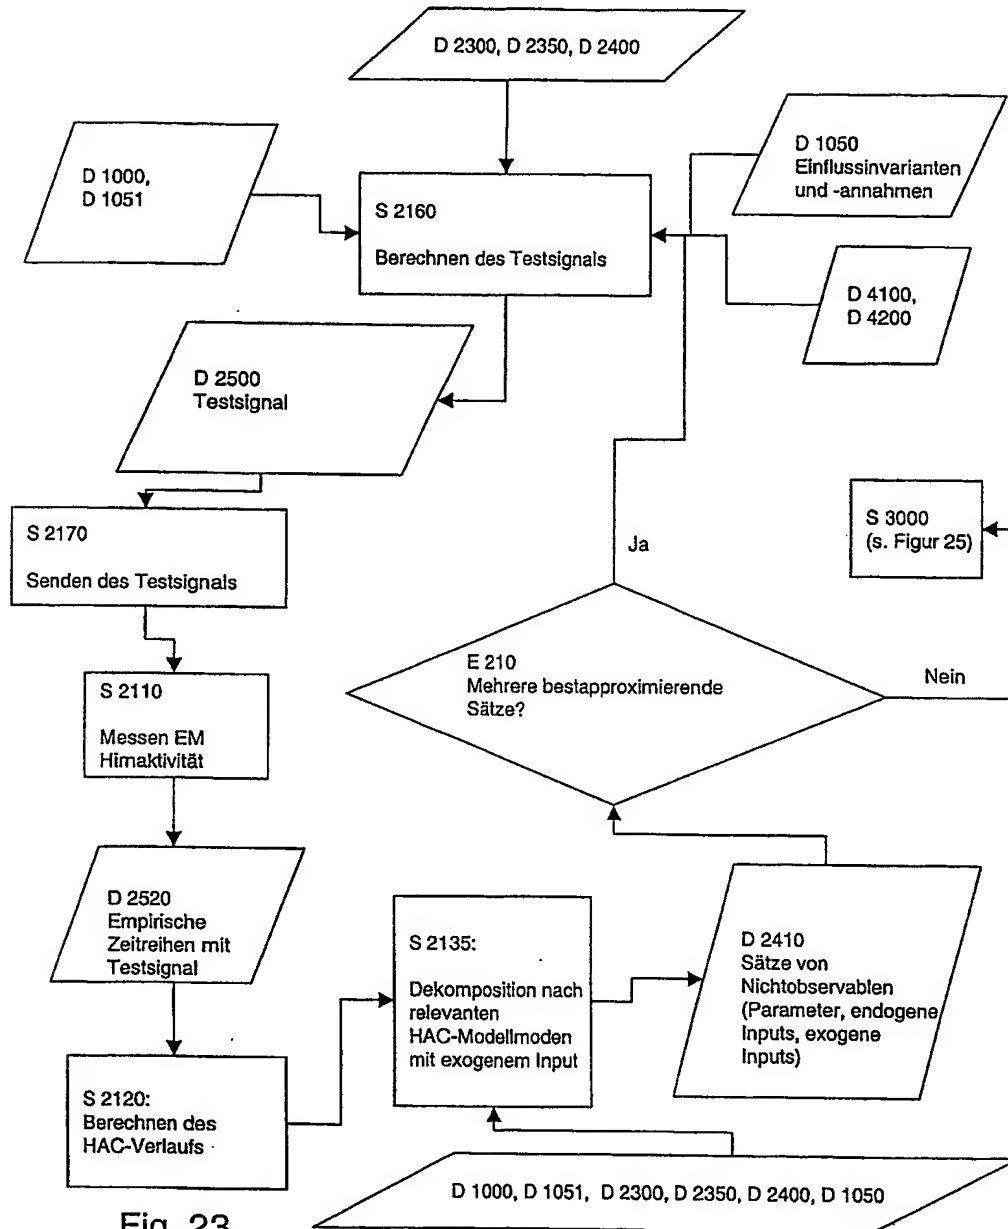 D 2300, D 2350, D 2400
D 1000,
D 1051
D 1050
Einflussinvarianten
und -annahmen
S 2160
Berechnen des Testsignals
D 4100,
D 4200
D 2500
Testsignal
S 2170
Senden des Testsignals
S 3000
(s. Figur 25)
Ja
E 210
Mehrere bestapproximierende
Sätze?
Nein
S 2110
Messen EM
Hirnaktivität
D 2520
Empirische
Zeitreihen mit
Testsignal
S 2135:
Dekomposition nach
relevanten
HAC-Modellmoden
mit exogenem Input
D 2410
Sätze von
Nichtobservablen
(Parameter, endogene
Inputs, exogene
Inputs)
S 2120:
Berechnen des
HAC-Verlaufs
D 1000, D 1051, D 2300, D 2350, D 2400, D 1050
Fig. 23